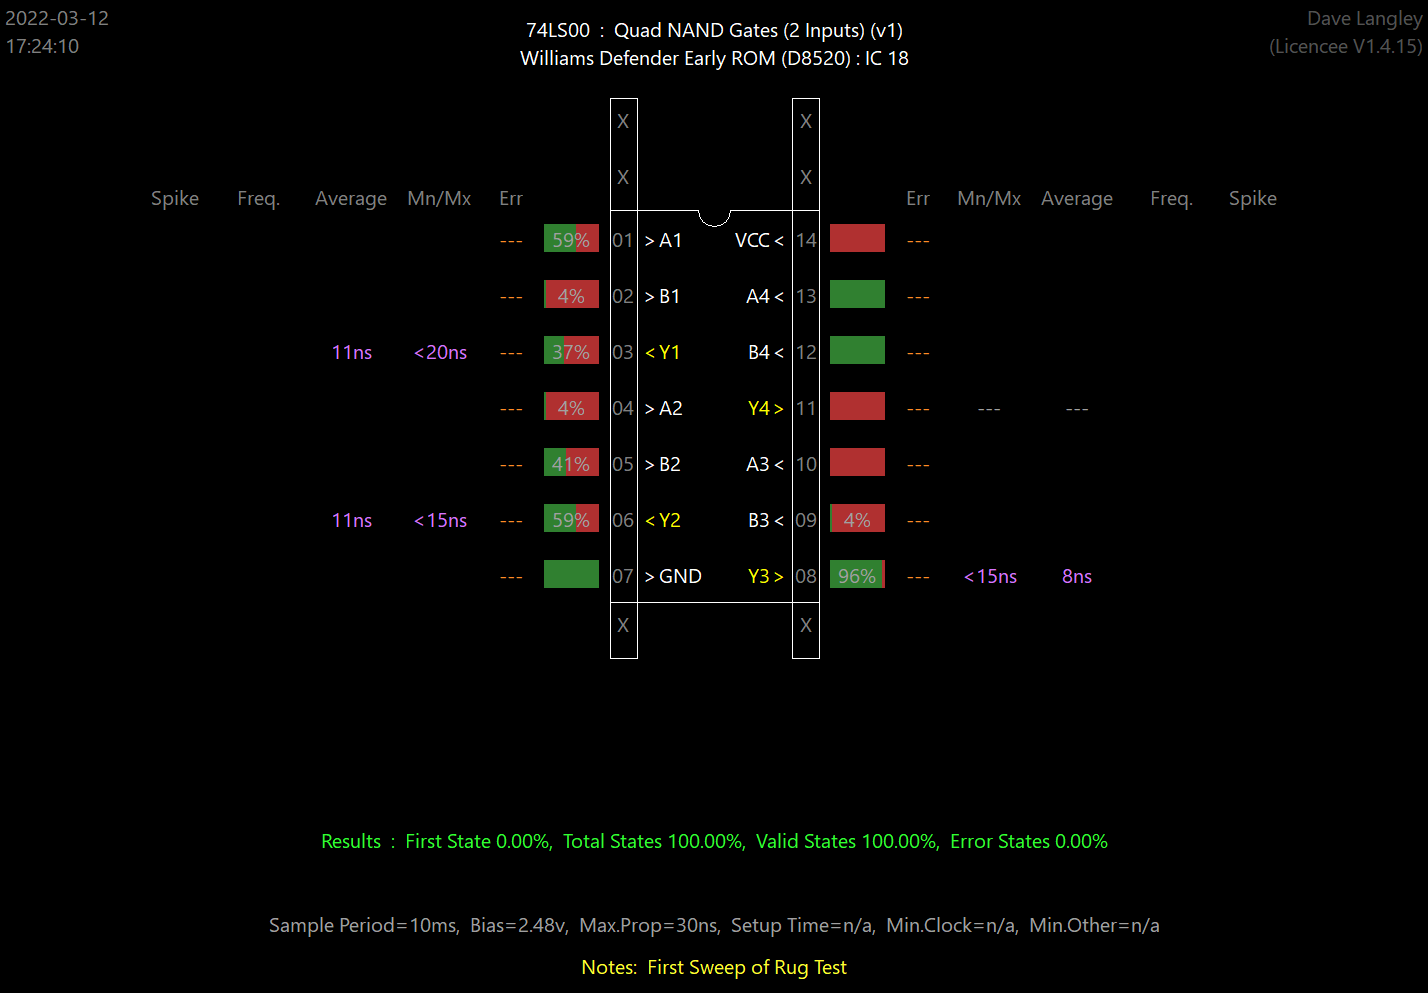 2022-03-12
17:24:10
74LS00 : Quad NAND Gates (2 Inputs) (v1)
Williams Defender Early ROM (D8520) : IC 18
Dave Langley
(Licencee V1.4.15)
X X
X X
Spike Freq. Average Mn/Mx Err Err Mn/Mx Average Freq. Spike
--- 59% 01 > A1 VCC < 14 ---
--- 4% 02 > B1 A4 < 13 ---
11ns <20ns --- 37% 03 < Y1 B4 < 12 ---
--- 4% 04 > A2 Y4 > 11 --- --- ---
--- 41% 05 > B2 A3 < 10 ---
11ns <15ns --- 59% 06 < Y2 B3 < 09 4% ---
--- 07 > GND Y3 > 08 96% --- <15ns 8ns
X X
Results : First State 0.00%, Total States 100.00%, Valid States 100.00%, Error States 0.00%
Sample Period=10ms, Bias=2.48v, Max.Prop=30ns, Setup Time=n/a, Min.Clock=n/a, Min.Other=n/a
Notes: First Sweep of Rug Test